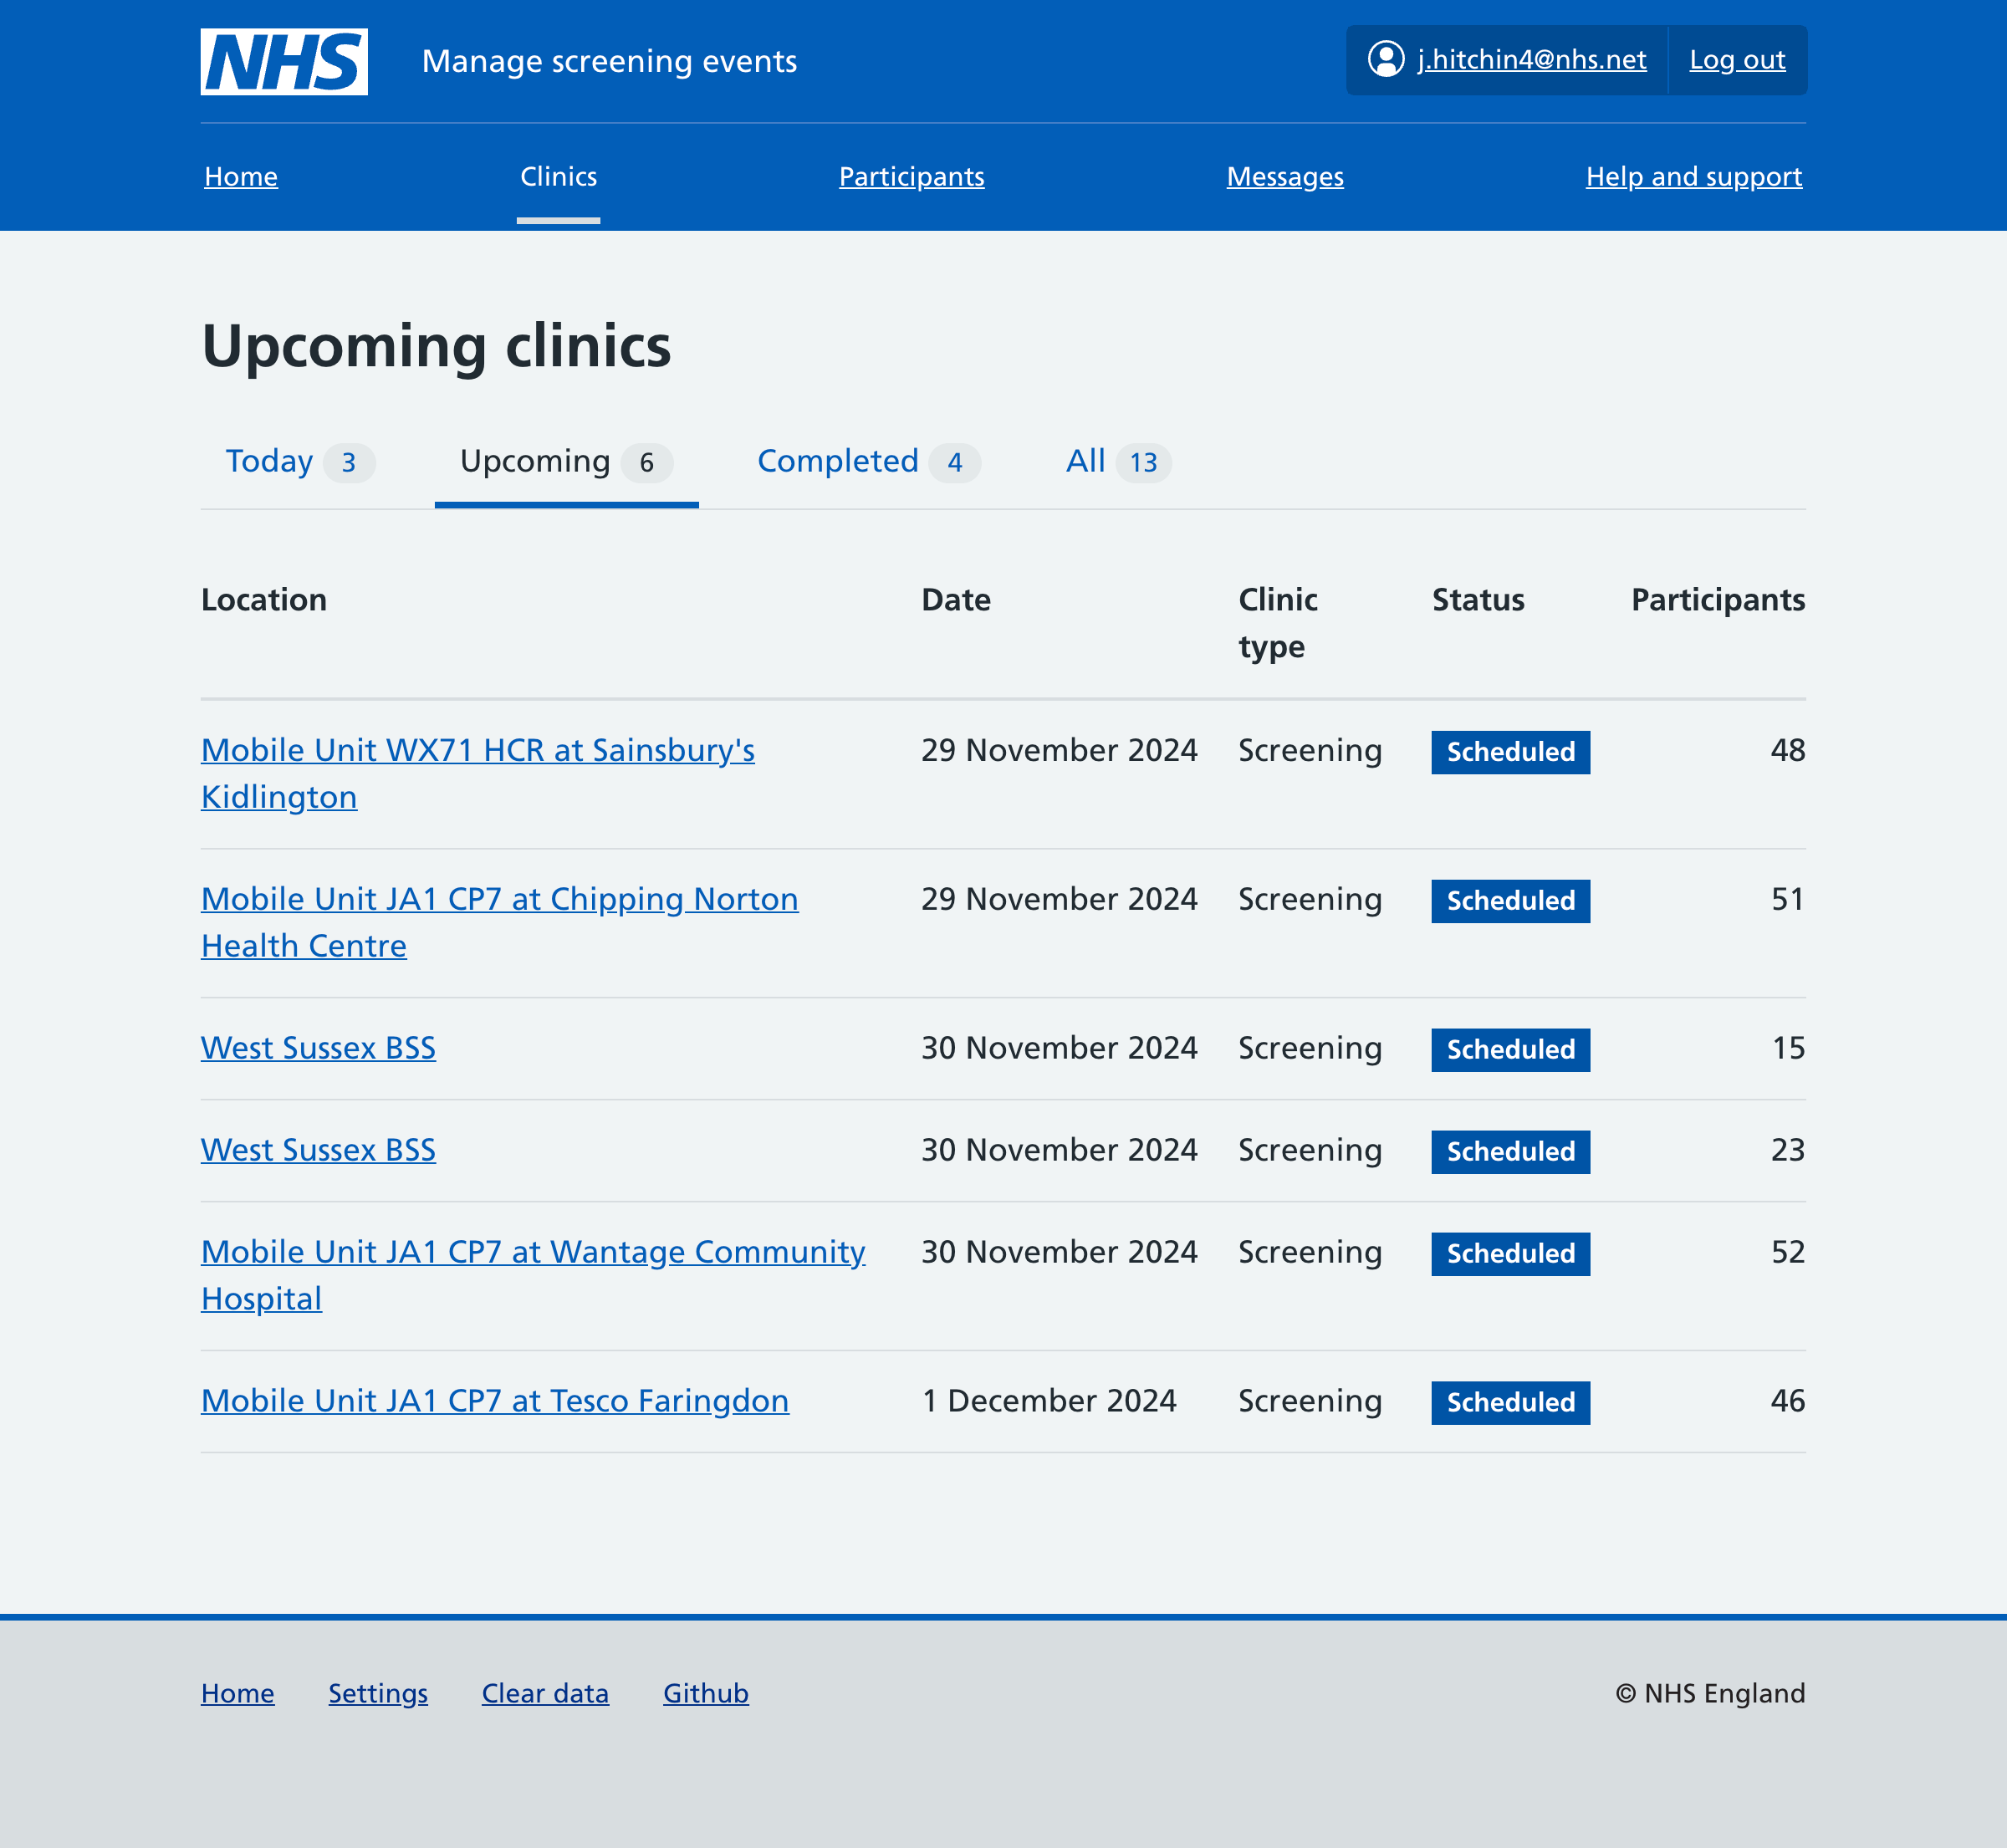 NHS
Manage screening events
j.hitchin4@nhs.net
Log out
Home
Clinics
Participants
Messages
Help and support
Upcoming clinics
Today 3
Upcoming 6
Completed 4
All 13
Location
Date
Clinic
type
Status
Participants
Mobile Unit WX71 HCR at Sainsbury's
Kidlington
29 November 2024
Screening
Scheduled
48
Mobile Unit JA1 CP7 at Chipping Norton
Health Centre
29 November 2024
Screening
Scheduled
51
West Sussex BSS
30 November 2024
Screening
Scheduled
15
West Sussex BSS
30 November 2024
Screening
Scheduled
23
Mobile Unit JA1 CP7 at Wantage Community
Hospital
30 November 2024
Screening
Scheduled
52
Mobile Unit JA1 CP7 at Tesco Faringdon
1 December 2024
Screening
Scheduled
46
Home
Settings
Clear data
Github
© NHS England